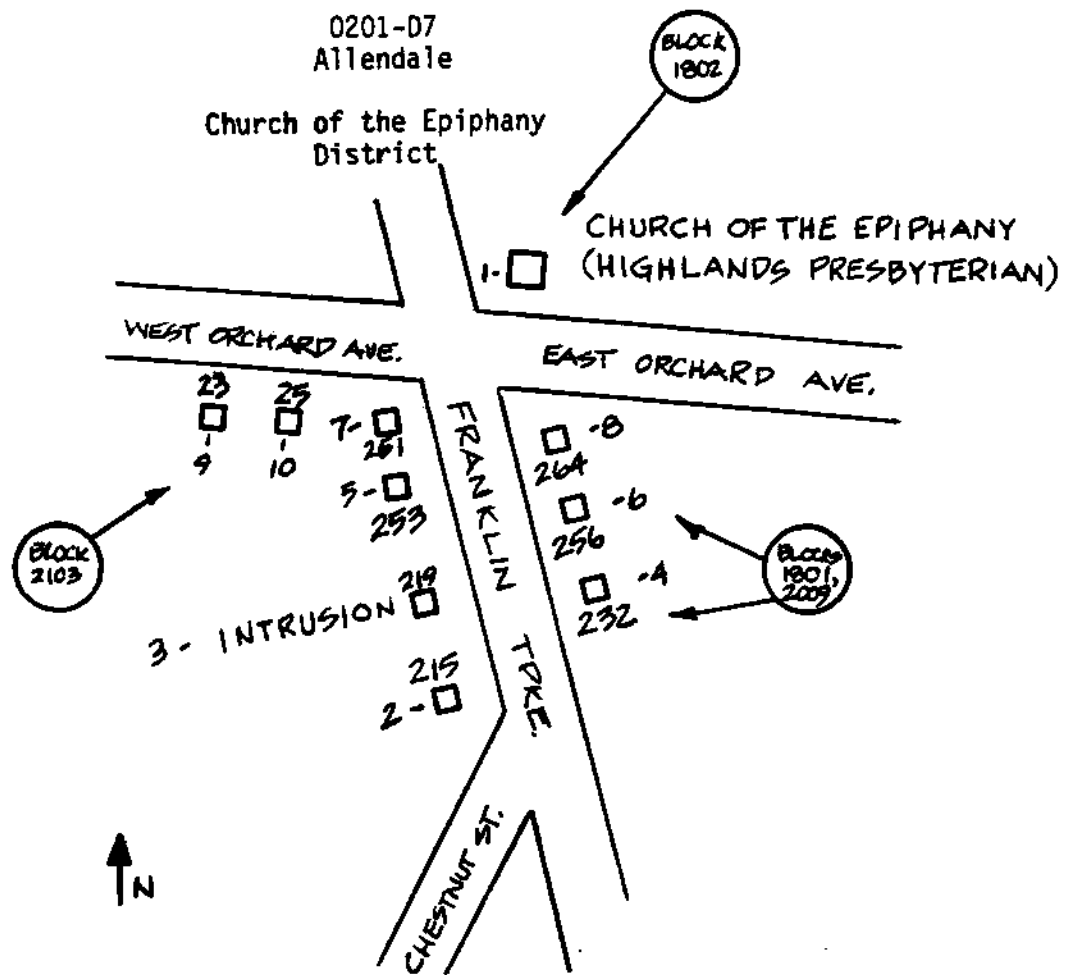 0201-D7
Allendale
Church of the Epiphany
District
BLOCK
1802
1-
CHURCH OF THE EPIPHANY
(HIGHLANDS PRESBYTERIAN)
WEST ORCHARD AVE.
EAST ORCHARD AVE.
23
9
25
10
7-
261
5-
253
FRANKLIN TPKE.
-8
264
-6
256
-4
232
BLOCK
2103
BLOCKS
1801,
2009
219
3- INTRUSION
215
2-
CHESTNUT ST.
N